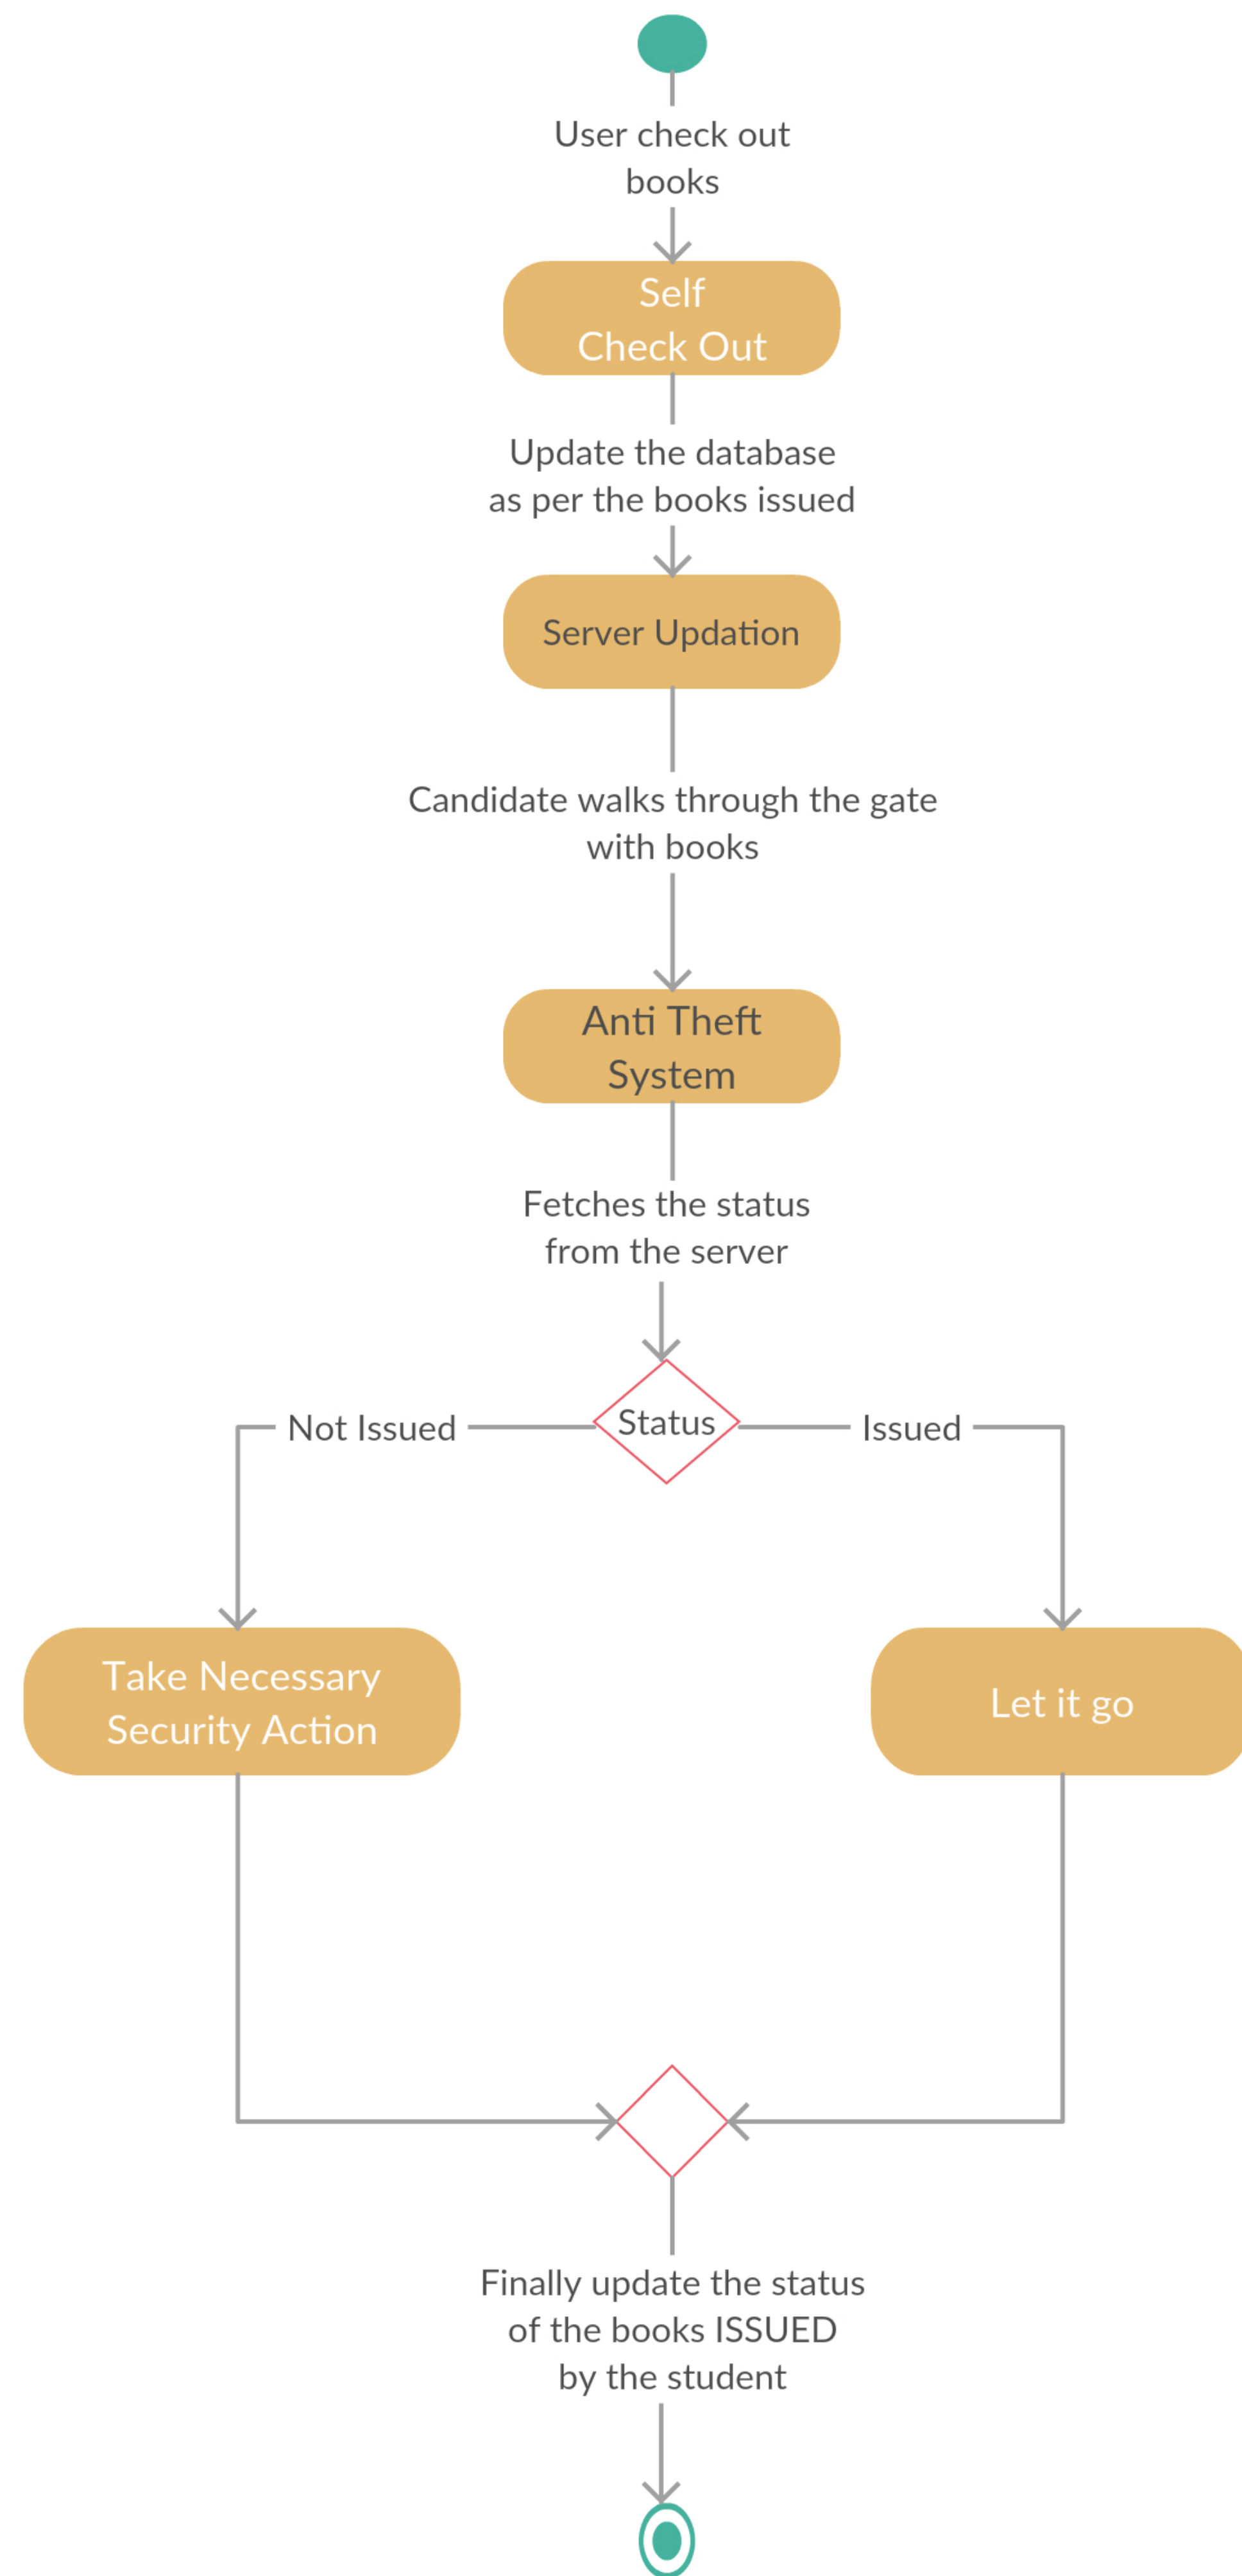 User check out
books
Self
Check Out
Update the database
as per the books issued
Server Updation
Candidate walks through the gate
with books
Anti Theft
System
Fetches the status
from the server
Status
Not Issued
Issued
Take Necessary
Security Action
Let it go
Finally update the status
of the books ISSUED
by the student